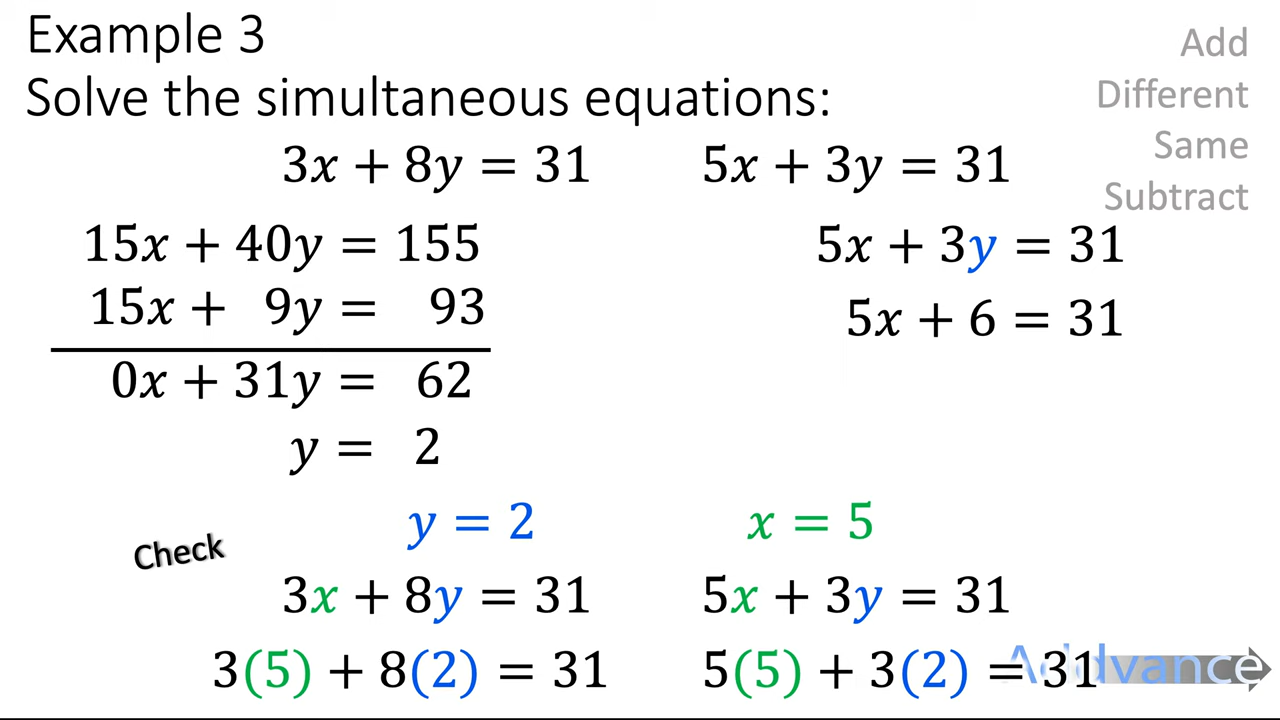 Example 3
Solve the simultaneous equations:
Add
Different
Same
Subtract
3x + 8y = 31 5x + 3y = 31
15x + 40y = 155 5x + 3y = 31
15x + 9y = 93 5x + 6 = 31
0x + 31y = 62
y = 2
y = 2 x = 5
Check
3x + 8y = 31 5x + 3y = 31
3(5) + 8(2) = 31 5(5) + 3(2) = 31
Addvance